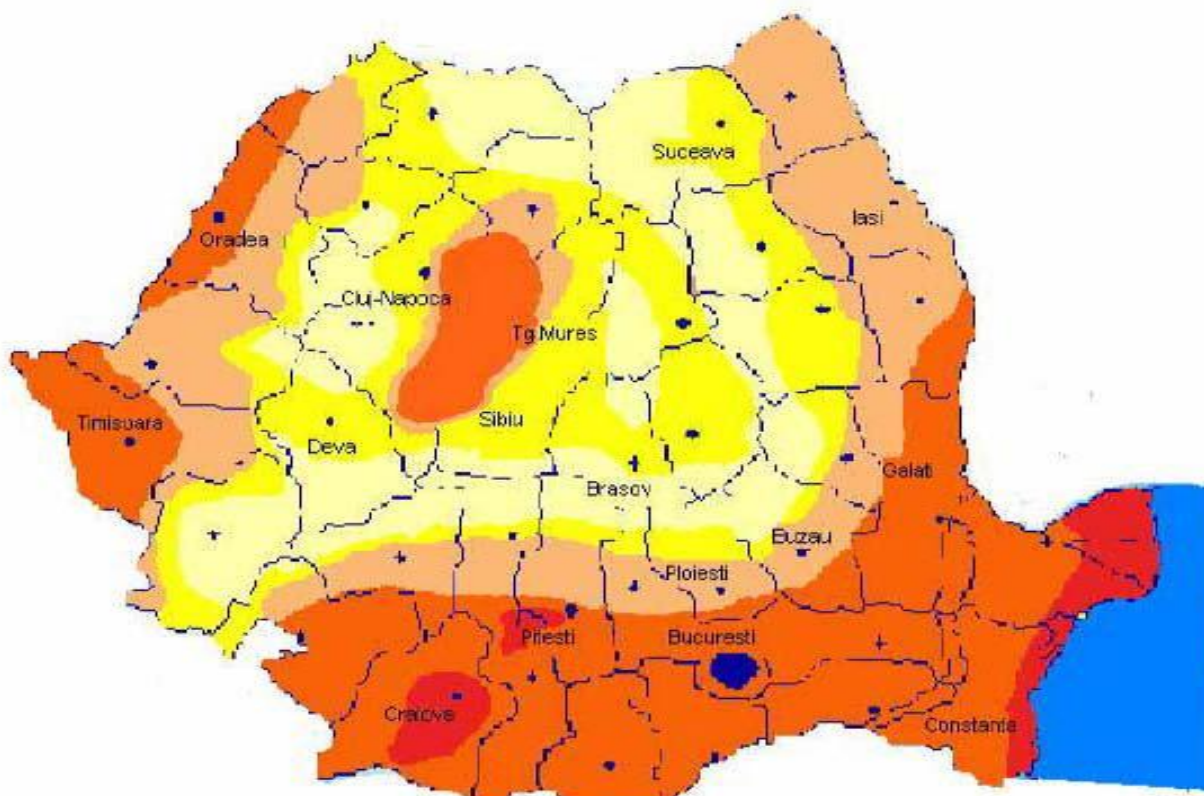 Suceava
Iasi
Oradea
Cluj-Napoca
Tg.Mures
Timisoara
Sibiu
Deva
Galati
Brasov
Buzau
Ploiesti
Pitesti
Bucuresti
Craiova
Constanta